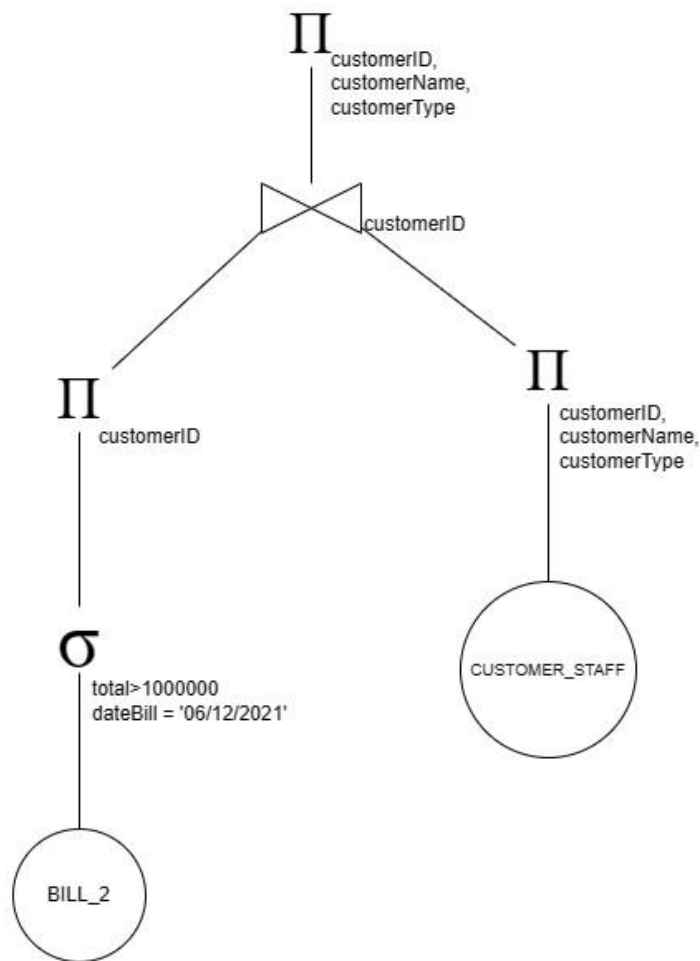 Π
customerID,
customerName,
customerType
customerID
Π
customerID
Π
customerID,
customerName,
customerType
σ
total>1000000
dateBill = '06/12/2021'
CUSTOMER_STAFF
BILL_2